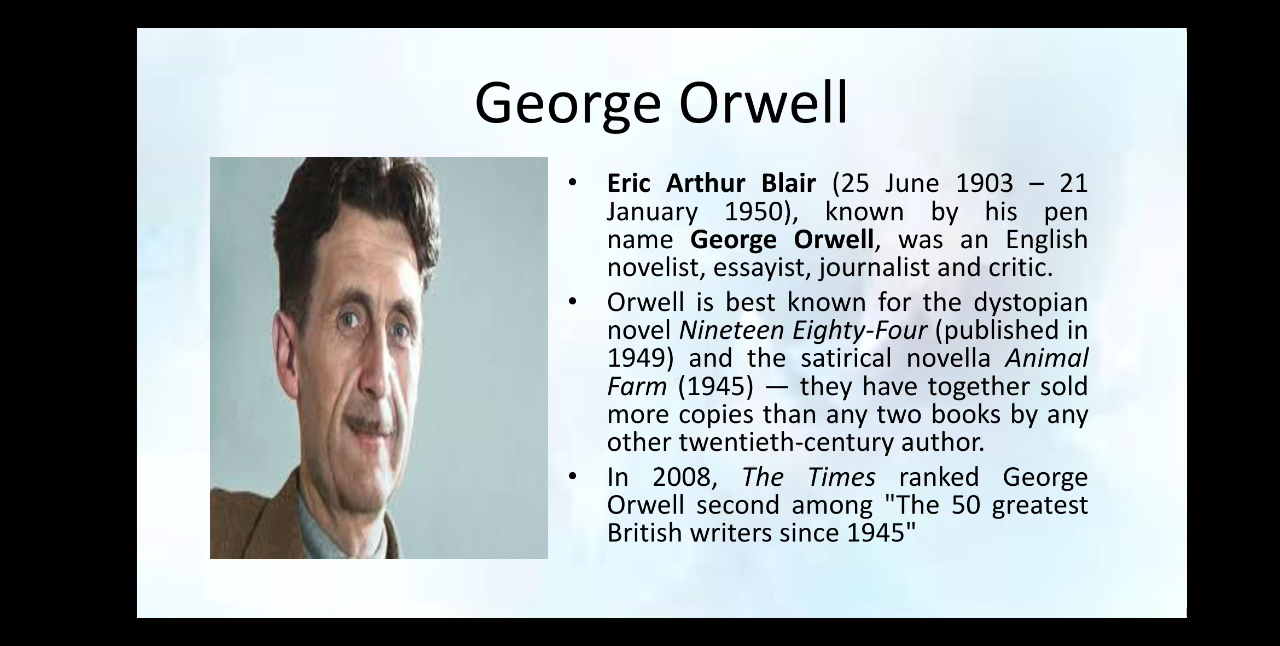 George Orwell
• Eric Arthur Blair (25 June 1903 – 21
January 1950), known by his pen
name George Orwell, was an English
novelist, essayist, journalist and critic.
• Orwell is best known for the dystopian
novel Nineteen Eighty-Four (published in
1949) and the satirical novella Animal
Farm (1945) — they have together sold
more copies than any two books by any
other twentieth-century author.
• In 2008, The Times ranked George
Orwell second among "The 50 greatest
British writers since 1945"